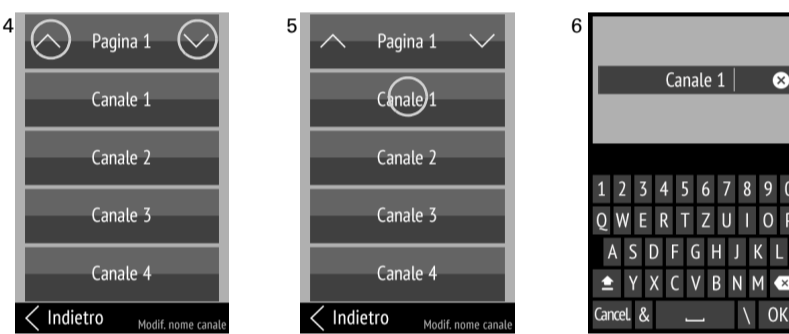 4
Pagina 1
Canale 1
Canale 2
Canale 3
Canale 4
Indietro
Modif. nome canale
5
Pagina 1
Canale 1
Canale 2
Canale 3
Canale 4
Indietro
Modif. nome canale
6
Canale 1
1 2 3 4 5 6 7 8 9
Q W E R T Z U I O
A S D F G H J K L
Y X C V B N M
Cancel & \ OK